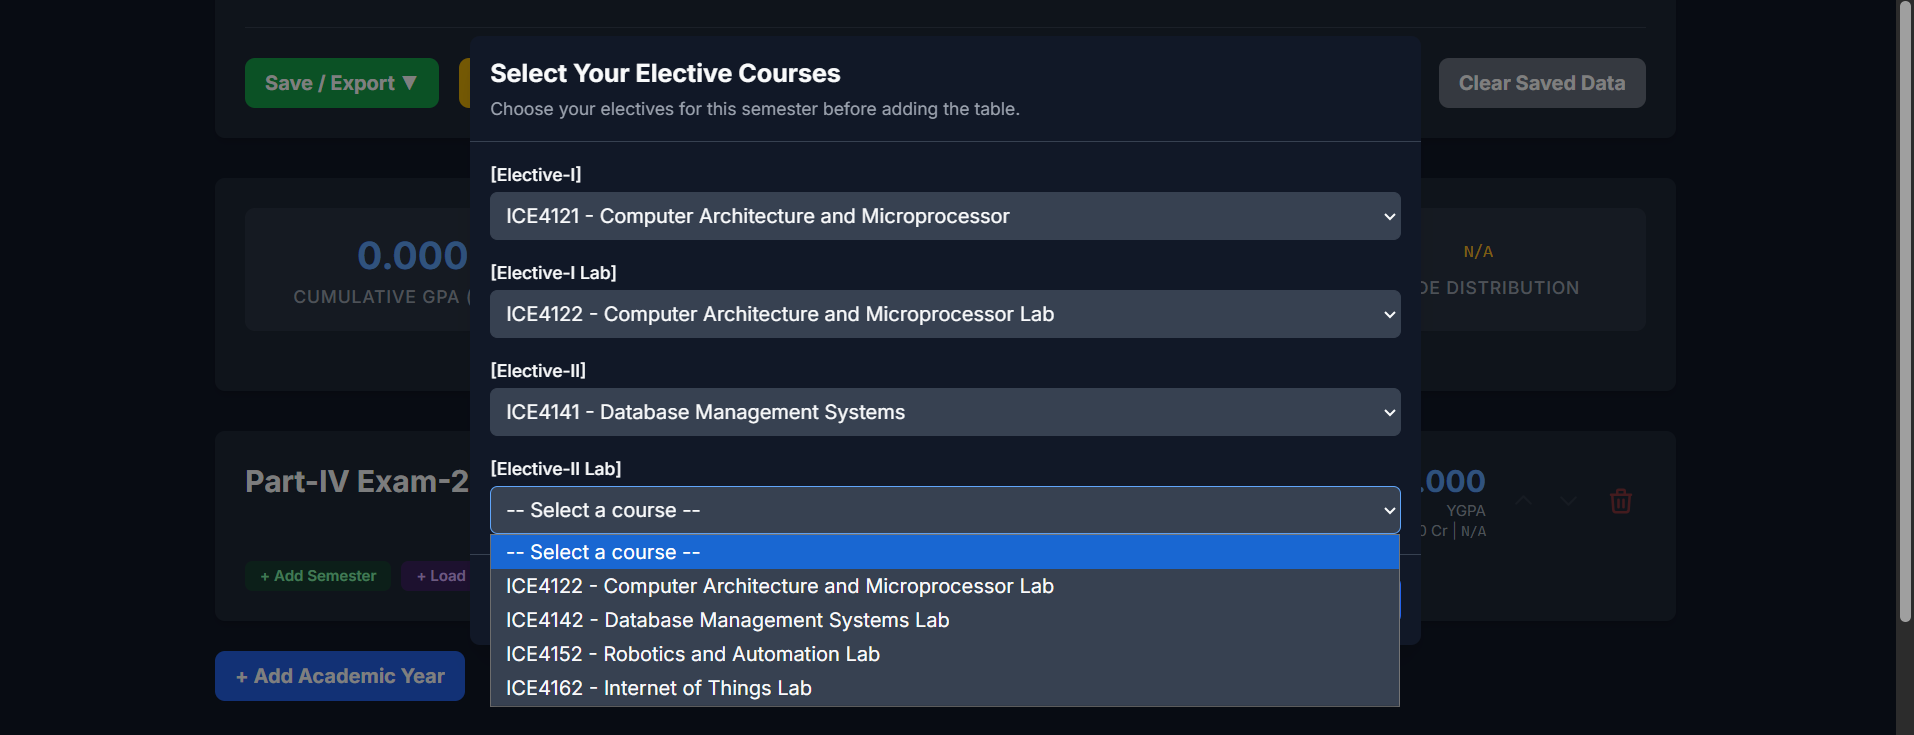 Save / Export ▼
Clear Saved Data
Select Your Elective Courses
Choose your electives for this semester before adding the table.
[Elective-I]
ICE4121 - Computer Architecture and Microprocessor
[Elective-I Lab]
ICE4122 - Computer Architecture and Microprocessor Lab
[Elective-II]
ICE4141 - Database Management Systems
[Elective-II Lab]
-- Select a course --
-- Select a course --
ICE4122 - Computer Architecture and Microprocessor Lab
ICE4142 - Database Management Systems Lab
ICE4152 - Robotics and Automation Lab
ICE4162 - Internet of Things Lab
0.000
CUMULATIVE GPA (
N/A
DE DISTRIBUTION
Part-IV Exam-2
.000
YGPA
0 Cr | N/A
+ Add Semester
+ Load
+ Add Academic Year